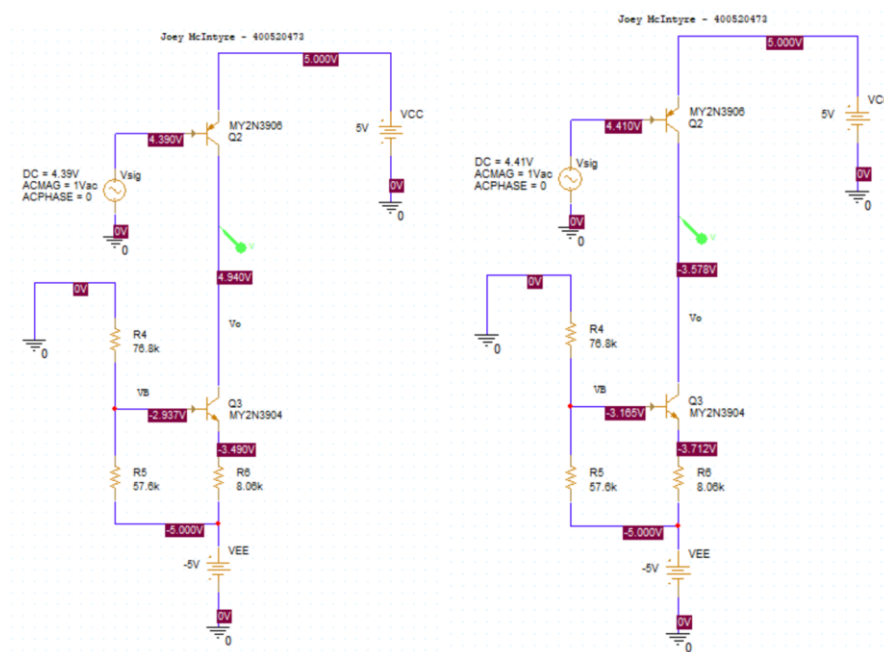 Joey McIntyre - 400520473
5.000V
VCC
5V
MY2N3906
Q2
4.390V
DC = 4.39V
ACMAG = 1Vac
ACPHASE = 0
Vsig
0V
0
0V
0
V
4.940V
0V
0
R4
76.8k
Vo
VB
Q3
MY2N3904
-2.937V
-3.490V
R5
57.6k
R6
8.06k
-5.000V
VEE
-5V
0V
0
Joey McIntyre - 400520473
5.000V
VC
5V
MY2N3906
Q2
4.410V
DC = 4.41V
ACMAG = 1Vac
ACPHASE = 0
Vsig
0V
0
0V
0
V
-3.578V
0V
0
R4
76.8k
Vo
VB
Q3
MY2N3904
-3.165V
-3.712V
R5
57.6k
R6
8.06k
-5.000V
VEE
-5V
0V
0